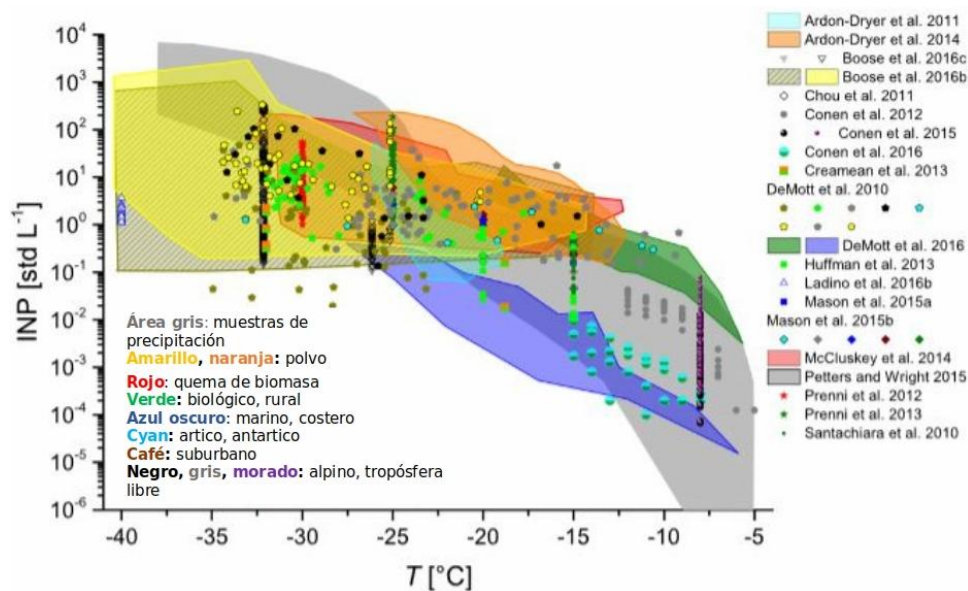 10⁴
10³
10²
10¹
10⁰
10⁻¹
10⁻²
10⁻³
10⁻⁴
10⁻⁵
10⁻⁶
INP [std L⁻¹]
-40
-35
-30
-25
-20
-15
-10
-5
T [°C]
Área gris: muestras de
precipitación
Amarillo, naranja: polvo
Rojo: quema de biomasa
Verde: biológico, rural
Azul oscuro: marino, costero
Cyan: artico, antartico
Café: suburbano
Negro, gris, morado: alpino, tropósfera
libre
Ardon-Dryer et al. 2011
Ardon-Dryer et al. 2014
Boose et al. 2016c
Boose et al. 2016b
Chou et al. 2011
Conen et al. 2012
Conen et al. 2015
Conen et al. 2016
Creamean et al. 2013
DeMott et al. 2010
DeMott et al. 2016
Huffman et al. 2013
Ladino et al. 2016b
Mason et al. 2015a
Mason et al. 2015b
McCluskey et al. 2014
Petters and Wright 2015
Prenni et al. 2012
Prenni et al. 2013
Santachiara et al. 2010